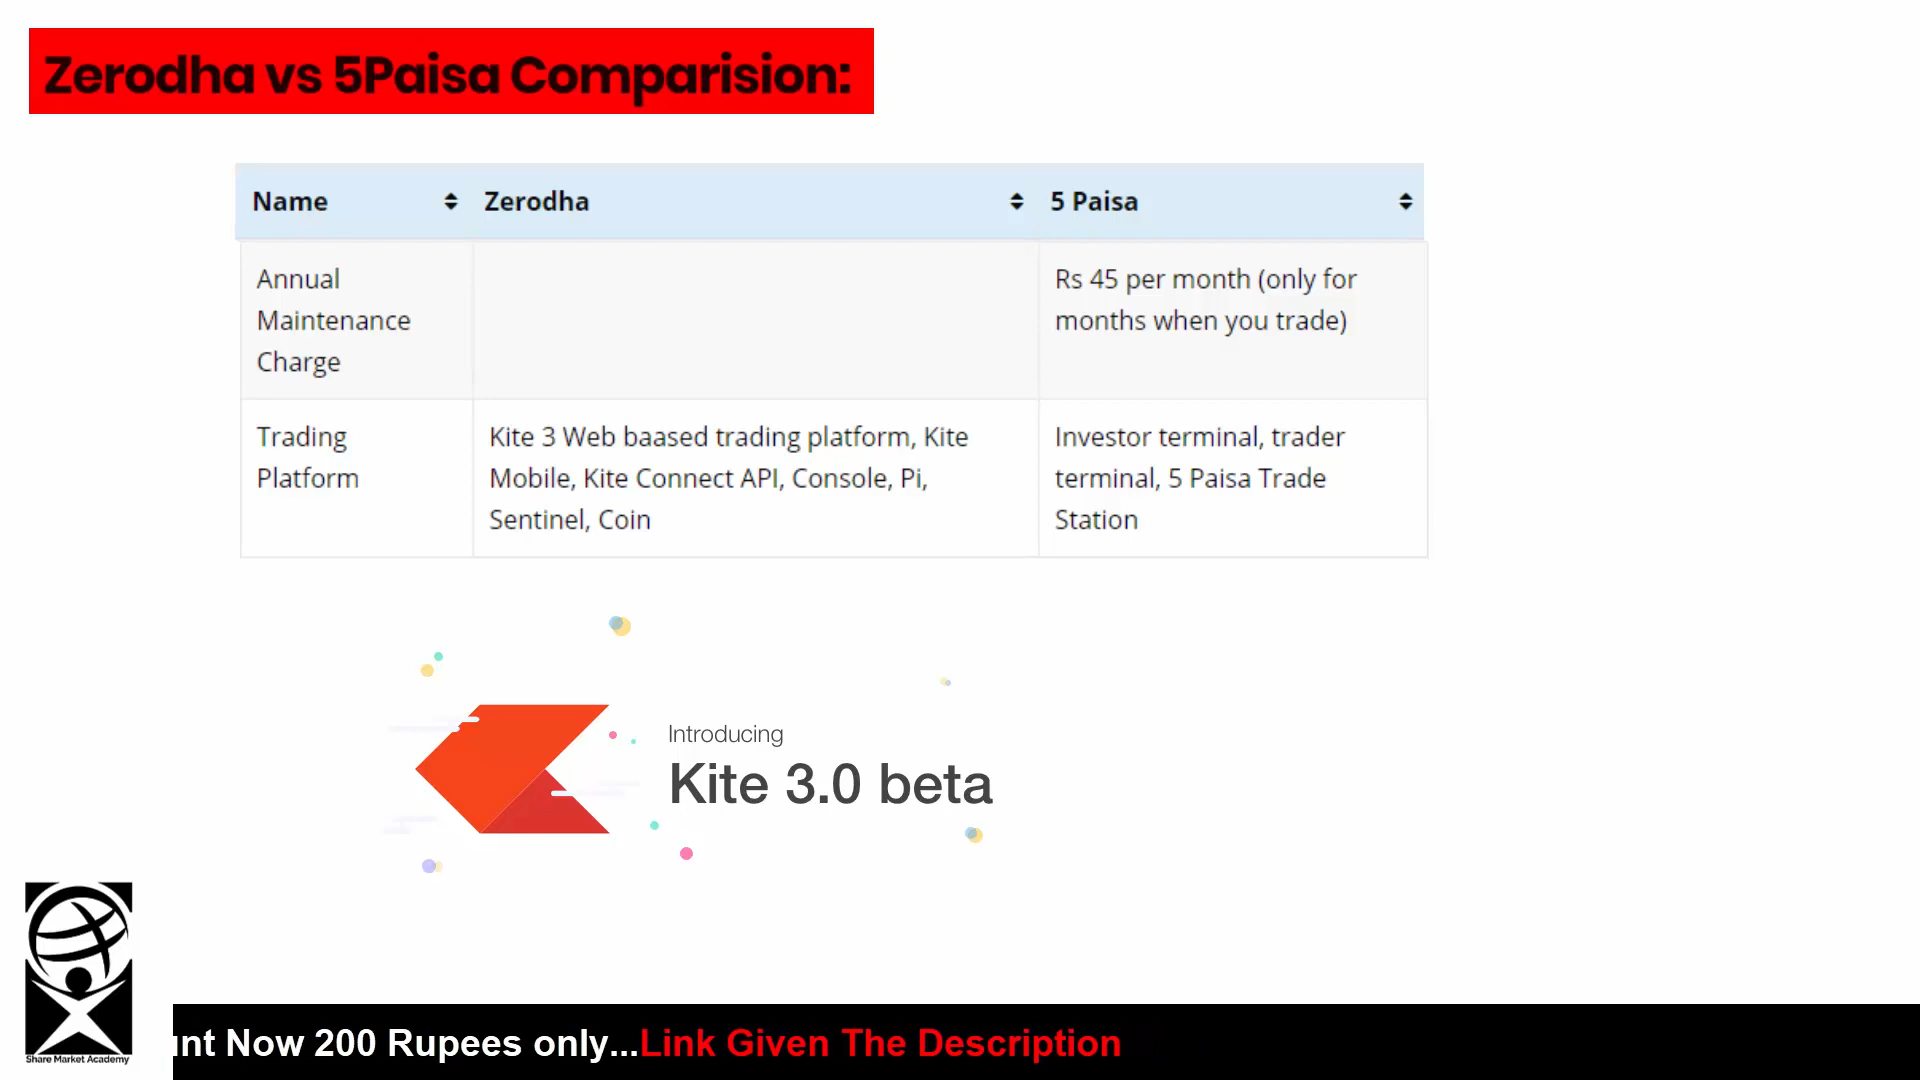 Zerodha vs 5Paisa Comparision:
Name Zerodha 5 Paisa
Annual
Maintenance
Charge
Rs 45 per month (only for
months when you trade)
Trading
Platform
Kite 3 Web baased trading platform, Kite
Mobile, Kite Connect API, Console, Pi,
Sentinel, Coin
Investor terminal, trader
terminal, 5 Paisa Trade
Station
Introducing
Kite 3.0 beta
Share Market Academy
unt Now 200 Rupees only...Link Given The Description